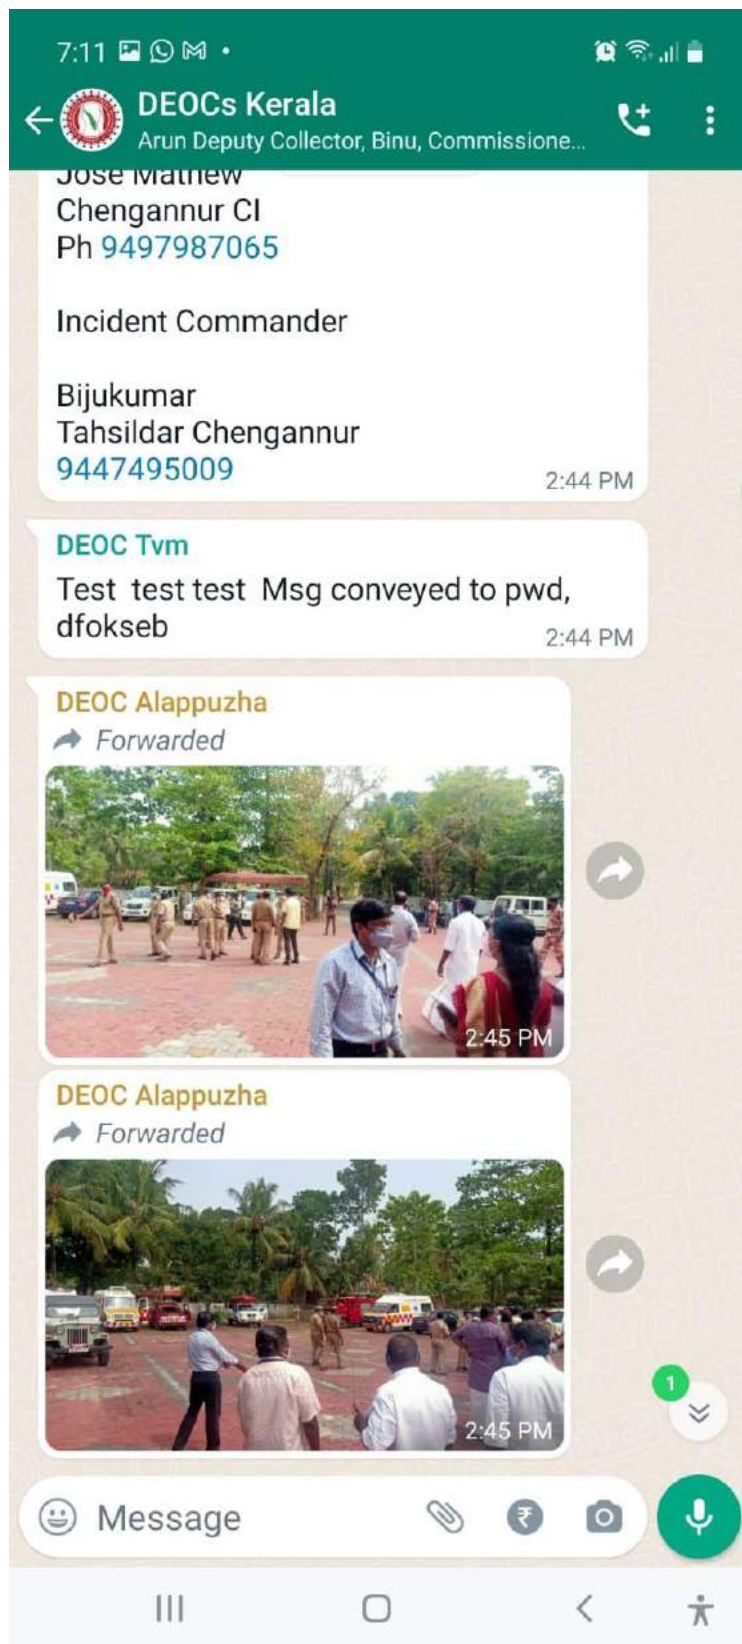 7:11
DEOCs Kerala
Arun Deputy Collector, Binu, Commissione...
Jose Mathew
Chengannur CI
Ph 9497987065
Incident Commander
Bijukumar
Tahsildar Chengannur
9447495009
2:44 PM
DEOC Tvm
Test test test Msg conveyed to pwd,
dfokseb
2:44 PM
DEOC Alappuzha
Forwarded
2:45 PM
DEOC Alappuzha
Forwarded
2:45 PM
1
Message